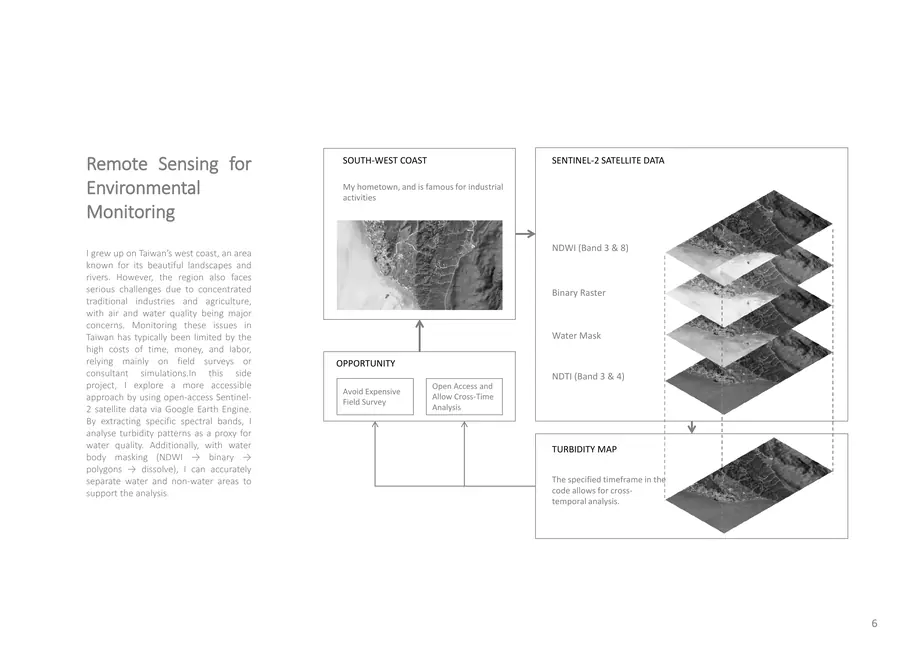 Remote Sensing for
Environmental
Monitoring
I grew up on Taiwan's west coast, an area
known for its beautiful landscapes and
rivers. However, the region also faces
serious challenges due to concentrated
traditional industries and agriculture,
with air and water quality being major
concerns. Monitoring these issues in
Taiwan has typically been limited by the
high costs of time, money, and labor,
relying mainly on field surveys or
consultant simulations.In this side
project, I explore a more accessible
approach by using open-access Sentinel-
2 satellite data via Google Earth Engine.
By extracting specific spectral bands, I
analyse turbidity patterns as a proxy for
water quality. Additionally, with water
body masking (NDWI → binary →
polygons → dissolve), I can accurately
separate water and non-water areas to
support the analysis.
SOUTH-WEST COAST
My hometown, and is famous for industrial
activities
OPPORTUNITY
Avoid Expensive
Field Survey
Open Access and
Allow Cross-Time
Analysis
SENTINEL-2 SATELLITE DATA
NDWI (Band 3 & 8)
Binary Raster
Water Mask
NDTI (Band 3 & 4)
TURBIDITY MAP
The specified timeframe in the
code allows for cross-
temporal analysis.
6